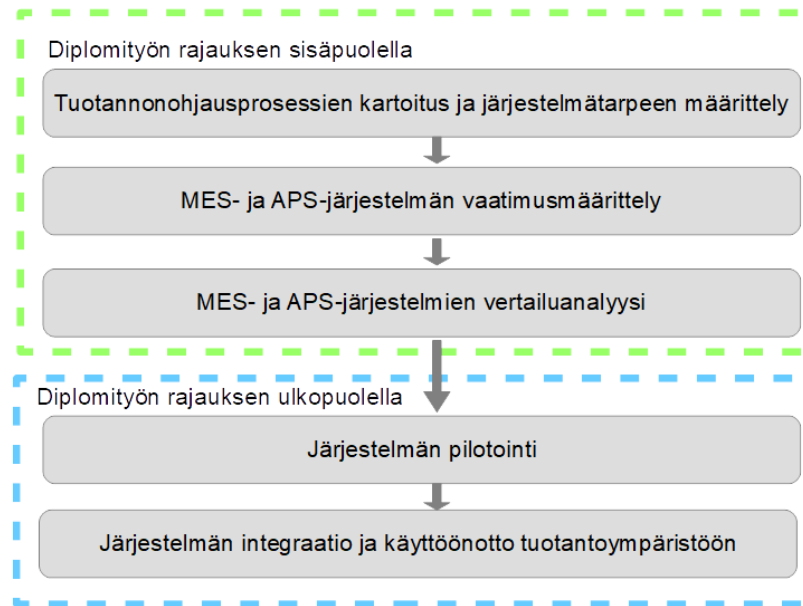 Diplomityön rajauksen sisäpuolella
Tuotannonohjausprosessien kartoitus ja järjestelmätarpeen määrittely
MES- ja APS-järjestelmän vaatimusmäärittely
MES- ja APS-järjestelmien vertailuanalyysi
Diplomityön rajauksen ulkopuolella
Järjestelmän pilotointi
Järjestelmän integraatio ja käyttöönotto tuotantoympäristöön